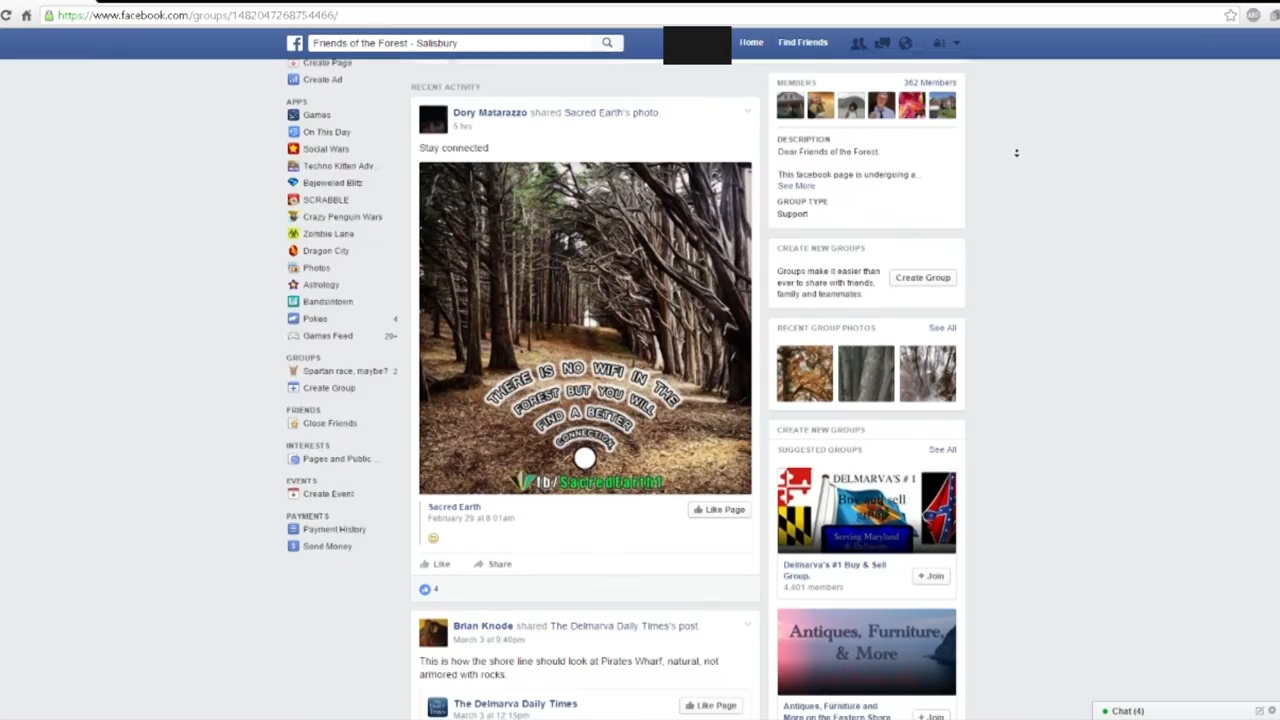 https://www.facebook.com/groups/1482047268754466/
Friends of the Forest - Salisbury
Home
Find Friends
Create Page
Create Ad
APPS
Games
On This Day
Social Wars
Techno Kitten Adv...
Bejeweled Blitz
SCRABBLE
Crazy Penguin Wars
Zombie Lane
Dragon City
Photos
Astrology
Bandsintown
Pokes 4
Games Feed 20+
GROUPS
Spartan race, maybe? 2
Create Group
FRIENDS
Close Friends
INTERESTS
Pages and Public...
EVENTS
Create Event
PAYMENTS
Payment History
Send Money
RECENT ACTIVITY
Dory Matarazzo shared Sacred Earth's photo.
5 hrs
Stay connected
THERE IS NO WIFI IN THE
FOREST BUT YOU WILL
FIND A BETTER
CONNECTION
fb/SacredEarth1
Sacred Earth
February 29 at 8:01am
Like Page
Like Share
4
Brian Knode shared The Delmarva Daily Times's post.
March 3 at 9:40pm
This is how the shore line should look at Pirates Wharf, natural, not
armored with rocks.
The Delmarva Daily Times
March 3 at 12:15pm
Like Page
MEMBERS 362 Members
DESCRIPTION
Dear Friends of the Forest,
This facebook page is undergoing a...
See More
GROUP TYPE
Support
CREATE NEW GROUPS
Groups make it easier than
ever to share with friends,
family and teammates.
Create Group
RECENT GROUP PHOTOS See All
CREATE NEW GROUPS
SUGGESTED GROUPS See All
DELMARVA'S # 1
Buy and sell
group
Serving Maryland
& Delaware
Delmarva's #1 Buy & Sell
Group.
4,401 members
+ Join
Antiques, Furniture,
& More
Antiques, Furniture and
More on the Eastern Shore
+ Join
Chat (4)